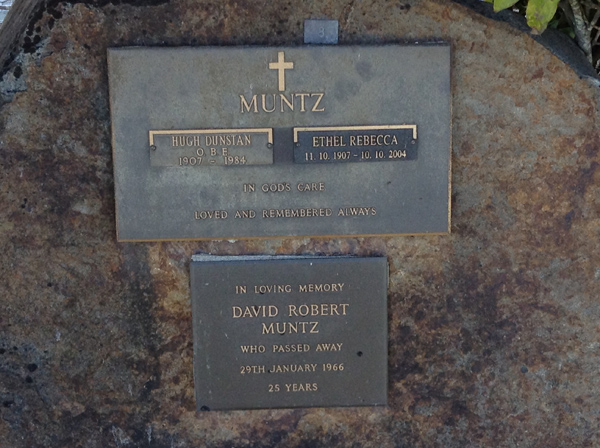 MUNTZ
HUGH DUNSTAN
O B E
1907 - 1984
ETHEL REBECCA
11. 10. 1907 - 10. 10. 2004
IN GODS CARE
LOVED AND REMEMBERED ALWAYS
IN LOVING MEMORY
DAVID ROBERT
MUNTZ
WHO PASSED AWAY
29TH JANUARY 1966
25 YEARS